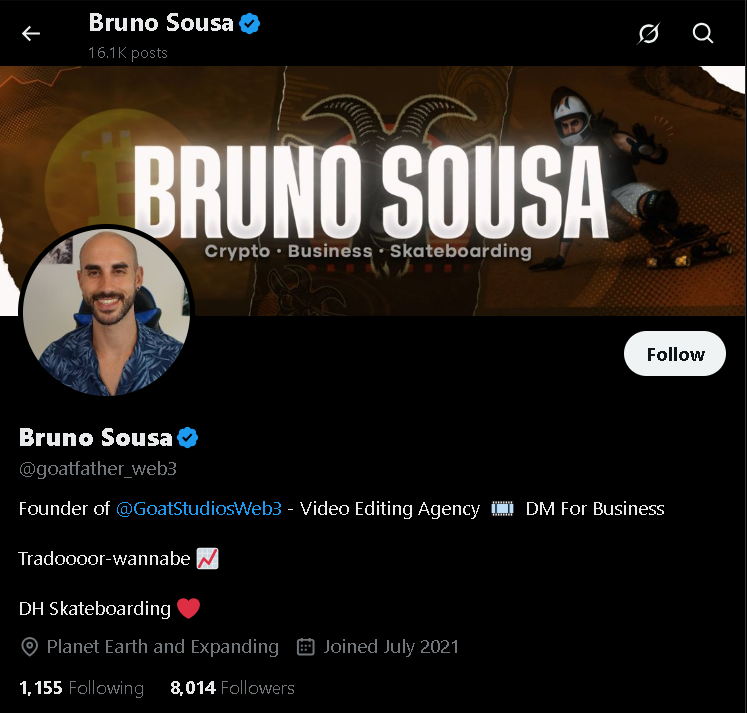 Bruno Sousa
16.1K posts
BRUNO SOUSA
Crypto · Business · Skateboarding
Follow
Bruno Sousa
@goatfather_web3
Founder of @GoatStudiosWeb3 - Video Editing Agency 🎞️ DM For Business
Tradoooor-wannabe 📈
DH Skateboarding ❤️
Planet Earth and Expanding Joined July 2021
1,155 Following 8,014 Followers